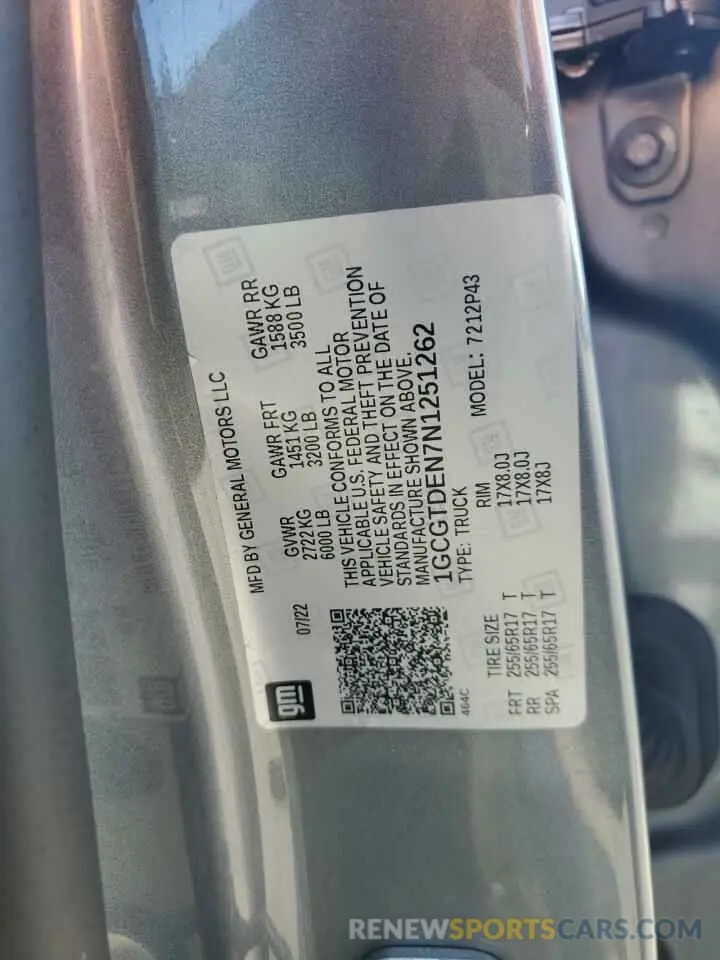 MFD BY GENERAL MOTORS LLC
07/22
GVWR GAWR FRT GAWR RR
2722 KG 1451 KG 1588 KG
6000 LB 3200 LB 3500 LB
THIS VEHICLE CONFORMS TO ALL
APPLICABLE U.S. FEDERAL MOTOR
VEHICLE SAFETY AND THEFT PREVENTION
STANDARDS IN EFFECT ON THE DATE OF
MANUFACTURE SHOWN ABOVE.
1GCGTDEN7N1251262
TYPE: TRUCK MODEL: 7212P43
gm
464C
TIRE SIZE RIM
FRT 255/65R17 T 17X8.0J
RR 255/65R17 T 17X8.0J
SPA 255/65R17 T 17X8J
RENEWSPORTSCARS.COM